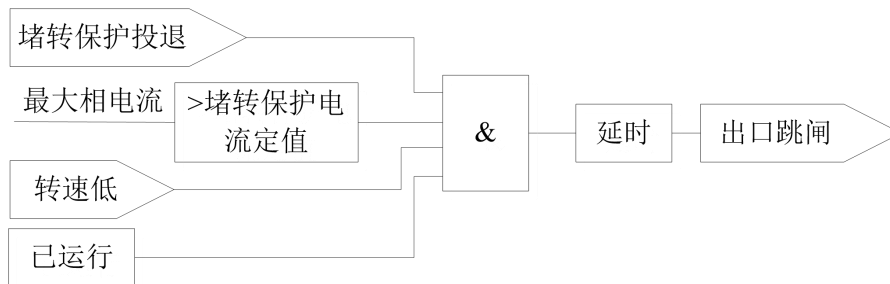 堵转保护投退
最大相电流
>堵转保护电
流定值
转速低
已运行
&
延时
出口跳闸